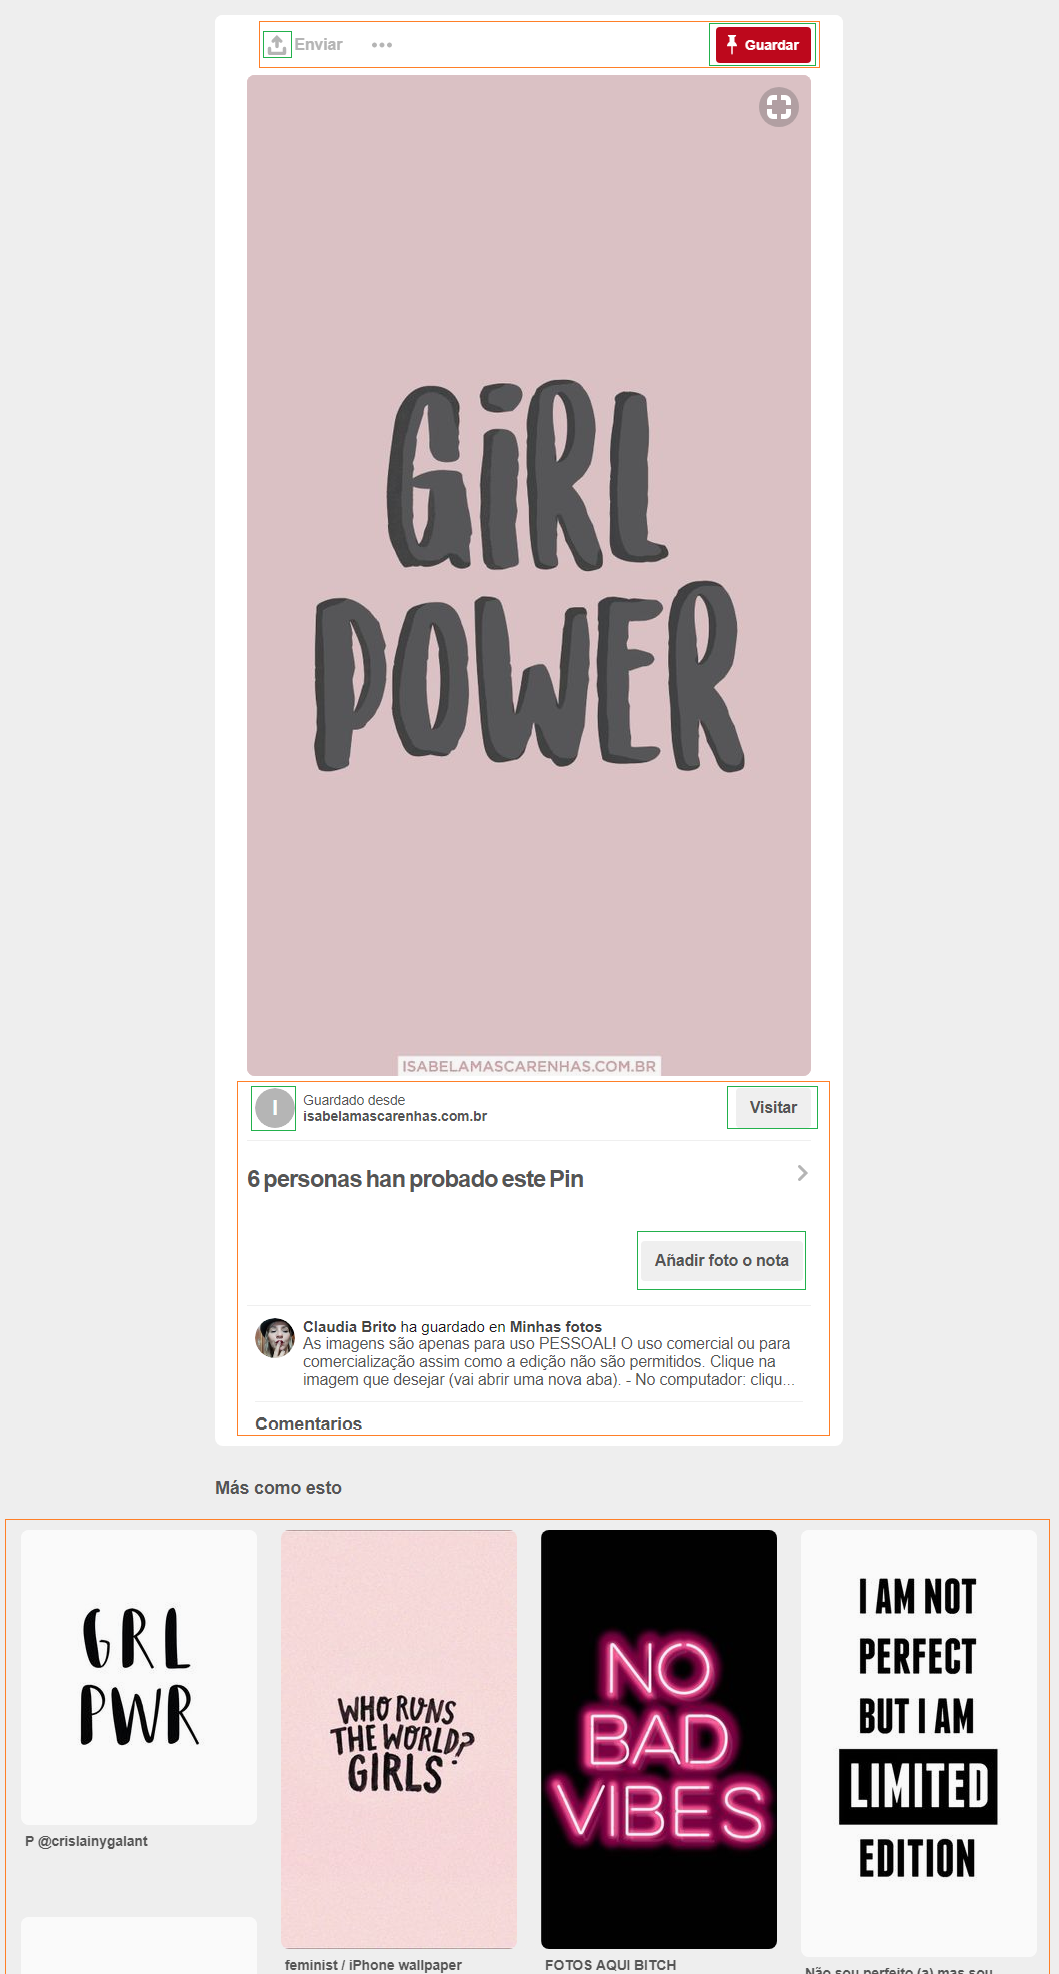 Enviar
Guardar
GiRL
POWER
ISABELAMASCARENHAS.COM.BR
I
Guardado desde
isabelamascarenhas.com.br
Visitar
6 personas han probado este Pin
Añadir foto o nota
Claudia Brito ha guardado en Minhas fotos
As imagens são apenas para uso PESSOAL! O uso comercial ou para
comercialização assim como a edição não são permitidos. Clique na
imagem que desejar (vai abrir uma nova aba). - No computador: cliqu...
Comentarios
Más como esto
GRL
PWR
P @crislainygalant
WHO RUNS
THE WORLD?
GIRLS
feminist / iPhone wallpaper
NO
BAD
VIBES
FOTOS AQUI BITCH
I AM NOT
PERFECT
BUT I AM
LIMITED
EDITION
Não sou perfeito (a) mas sou